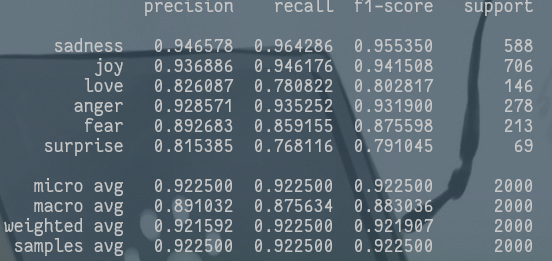 precision recall f1-score support
sadness 0.946578 0.964286 0.955350 588
joy 0.936886 0.946176 0.941508 706
love 0.826087 0.780822 0.802817 146
anger 0.928571 0.935252 0.931900 278
fear 0.892683 0.859155 0.875598 213
surprise 0.815385 0.768116 0.791045 69
micro avg 0.922500 0.922500 0.922500 2000
macro avg 0.891032 0.875634 0.883036 2000
weighted avg 0.921592 0.922500 0.921907 2000
samples avg 0.922500 0.922500 0.922500 2000